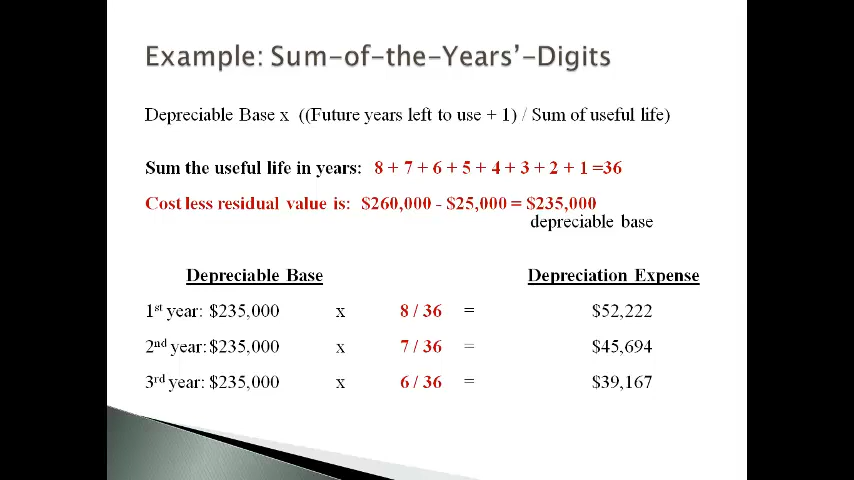 Example: Sum-of-the-Years’-Digits
Depreciable Base x ((Future years left to use + 1) / Sum of useful life)
Sum the useful life in years: 8 + 7 + 6 + 5 + 4 + 3 + 2 + 1 =36
Cost less residual value is: $260,000 - $25,000 = $235,000
depreciable base
Depreciable Base Depreciation Expense
1st year: $235,000 x 8 / 36 = $52,222
2nd year: $235,000 x 7 / 36 = $45,694
3rd year: $235,000 x 6 / 36 = $39,167